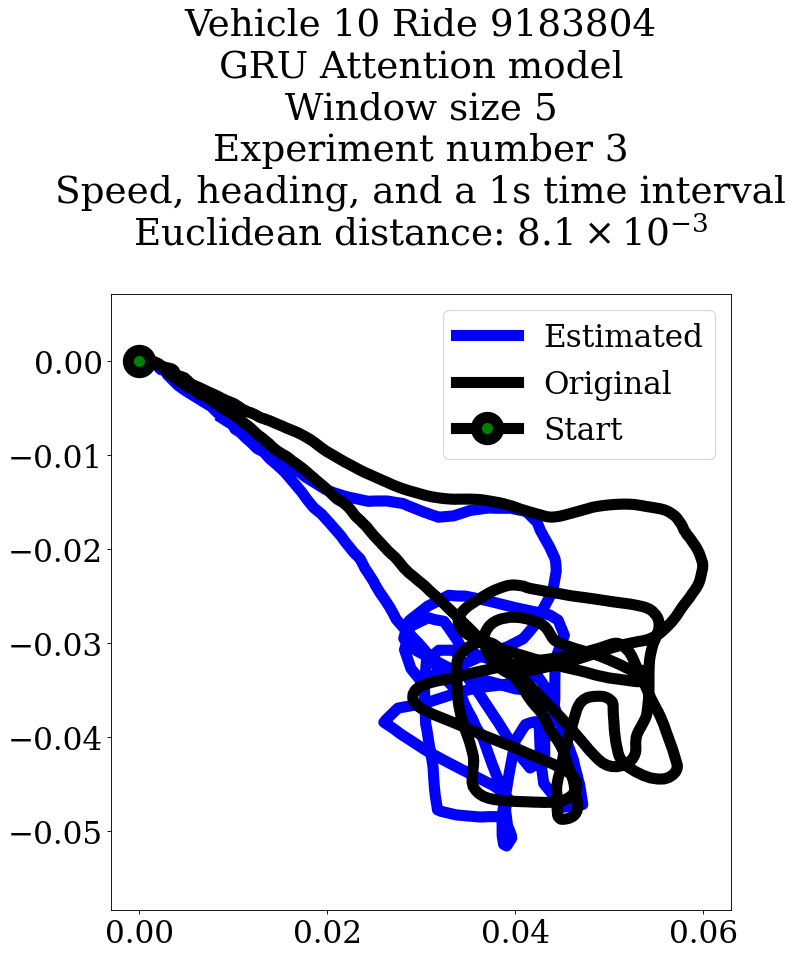 Vehicle 10 Ride 9183804
GRU Attention model
Window size 5
Experiment number 3
Speed, heading, and a 1s time interval
Euclidean distance: 8.1 × 10⁻³
Estimated
Original
Start
0.00
−0.01
−0.02
−0.03
−0.04
−0.05
0.00 0.02 0.04 0.06